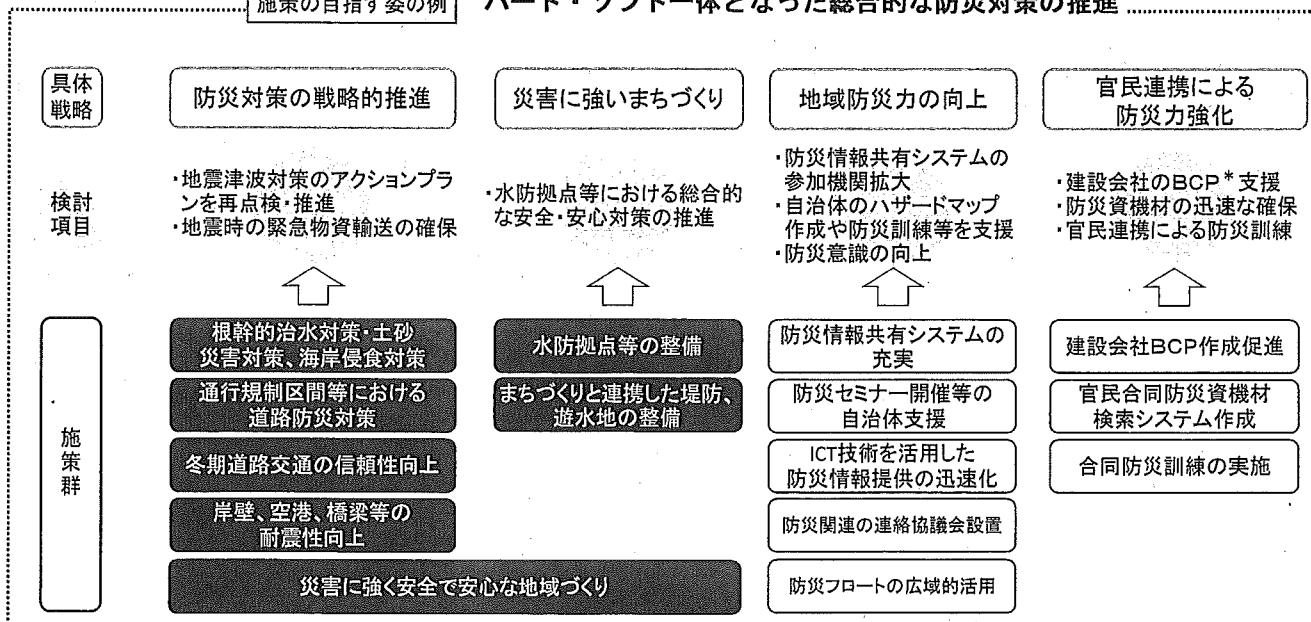 施策の目指す姿の例
ハード・ソフト一体となった総合的な防災対策の推進
具体
戦略
防災対策の戦略的推進
災害に強いまちづくり
地域防災力の向上
官民連携による
防災力強化
検討
項目
・地震津波対策のアクションプラ
ンを再点検・推進
・地震時の緊急物資輸送の確保
・水防拠点等における総合的
な安全・安心対策の推進
・防災情報共有システムの
参加機関拡大
・自治体のハザードマップ
作成や防災訓練等を支援
・防災意識の向上
・建設会社のBCP*支援
・防災資機材の迅速な確保
・官民連携による防災訓練
施
策
群
根幹的治水対策・土砂
災害対策、海岸侵食対策
通行規制区間等における
道路防災対策
冬期道路交通の信頼性向上
岸壁、空港、橋梁等の
耐震性向上
災害に強く安全で安心な地域づくり
水防拠点等の整備
まちづくりと連携した堤防、
遊水地の整備
防災情報共有システムの
充実
防災セミナー開催等の
自治体支援
ICT技術を活用した
防災情報提供の迅速化
防災関連の連絡協議会設置
防災フロートの広域的活用
建設会社BCP作成促進
官民合同防災資機材
検索システム作成
合同防災訓練の実施